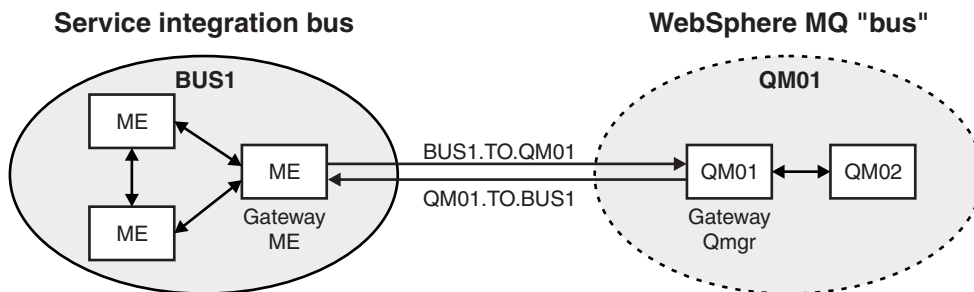 Service integration bus
WebSphere MQ "bus"
BUS1
QM01
ME
ME
ME
Gateway
ME
BUS1.TO.QM01
QM01.TO.BUS1
QM01
QM02
Gateway
Qmgr